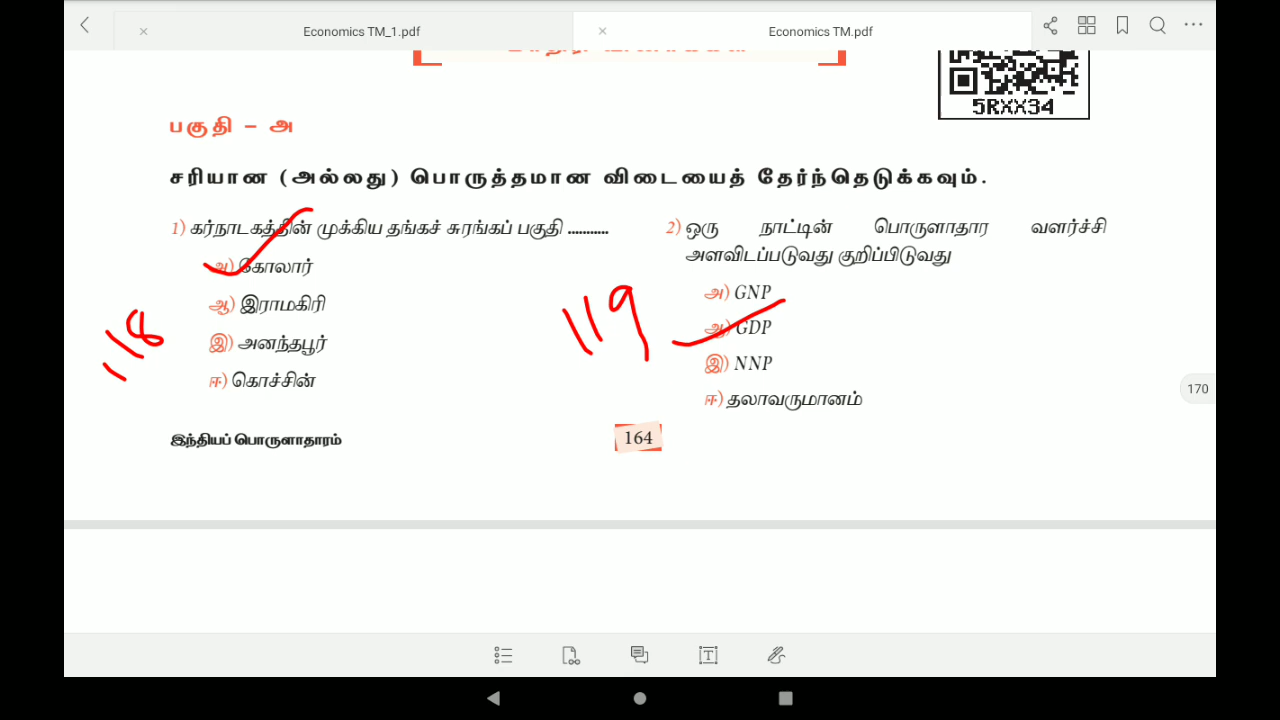 Economics TM_1.pdf
Economics TM.pdf
5RXX34
பகுதி – அ
சரியான (அல்லது) பொருத்தமான விடையைத் தேர்ந்தெடுக்கவும்.
1) கர்நாடகத்தின் முக்கிய தங்கச் சுரங்கப் பகுதி ...........
அ) கோலார்
ஆ) இராமகிரி
இ) அனந்தபூர்
ஈ) கொச்சின்
118
2) ஒரு நாட்டின் பொருளாதார வளர்ச்சி
அளவிடப்படுவது குறிப்பிடுவது
அ) GNP
ஆ) GDP
இ) NNP
ஈ) தலாவருமானம்
119
170
இந்தியப் பொருளாதாரம்
164